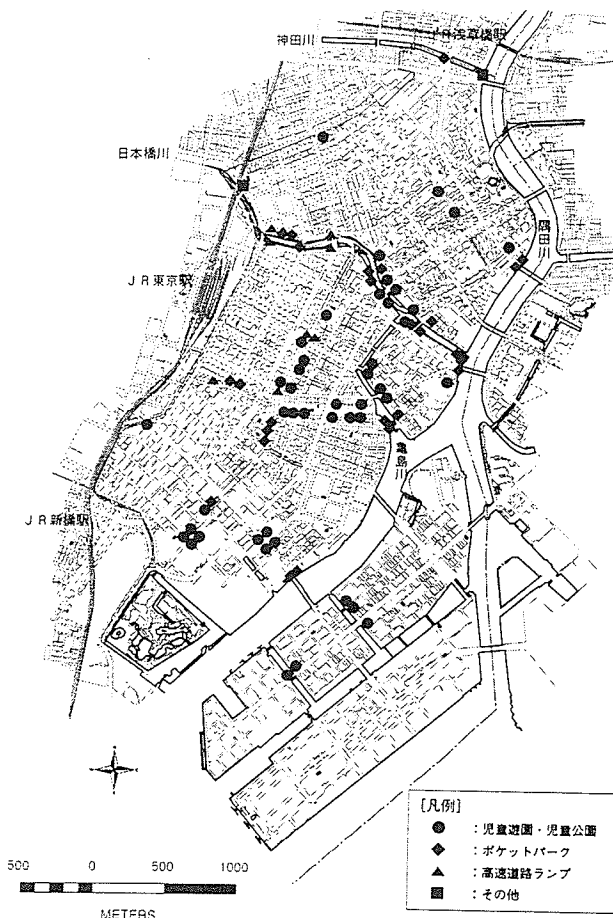 JR浅草橋駅
神田川
日本橋川
隅田川
JR東京駅
亀島川
JR新橋駅
[凡例]
● :児童遊園・児童公園
◆ :ポケットパーク
▲ :高速道路ランプ
■ :その他
500 0 500 1000
METERS